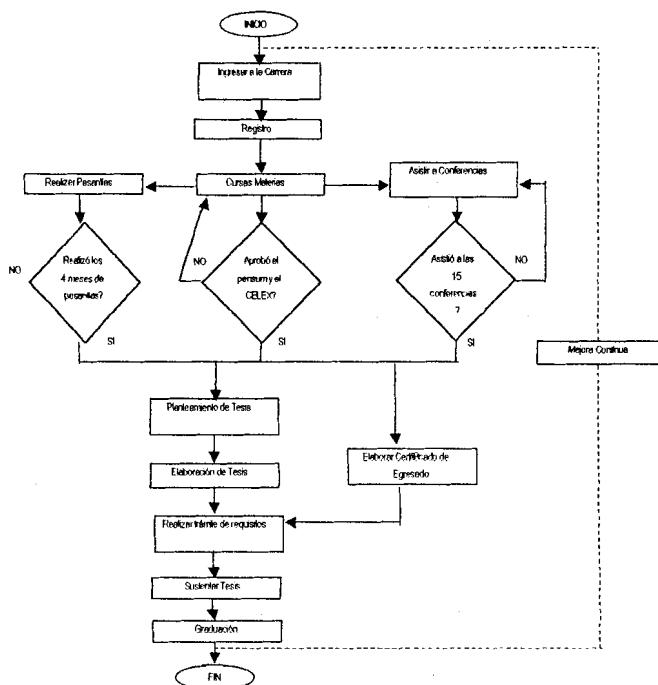 INICIO
Ingresar a la Carrera
Registro
Realizar Pasantías
Cursas Materias
Asistir a Conferencias
NO
Realizó los
4 meses de
pasantías?
NO
Aprobó el
pensum y el
CELEX?
Asistió a las
15
conferencias
?
NO
SI
SI
SI
Mejora Continua
Planteamiento de Tesis
Elaboración de Tesis
Elaborar Certificado de
Egresado
Realizar trámite de requisitos
Sustentar Tesis
Graduación
FIN